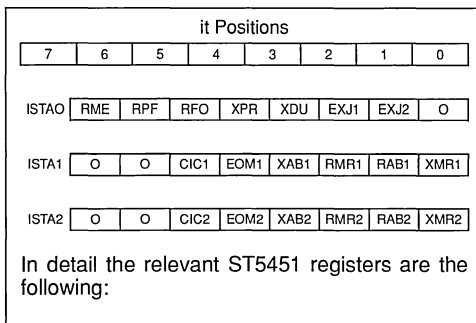 it Positions
7 6 5 4 3 2 1 0
ISTAO RME RPF RFO XPR XDU EXJ1 EXJ2 O
ISTA1 O O CIC1 EOM1 XAB1 RMR1 RAB1 XMR1
ISTA2 O O CIC2 EOM2 XAB2 RMR2 RAB2 XMR2
In detail the relevant ST5451 registers are the
following: